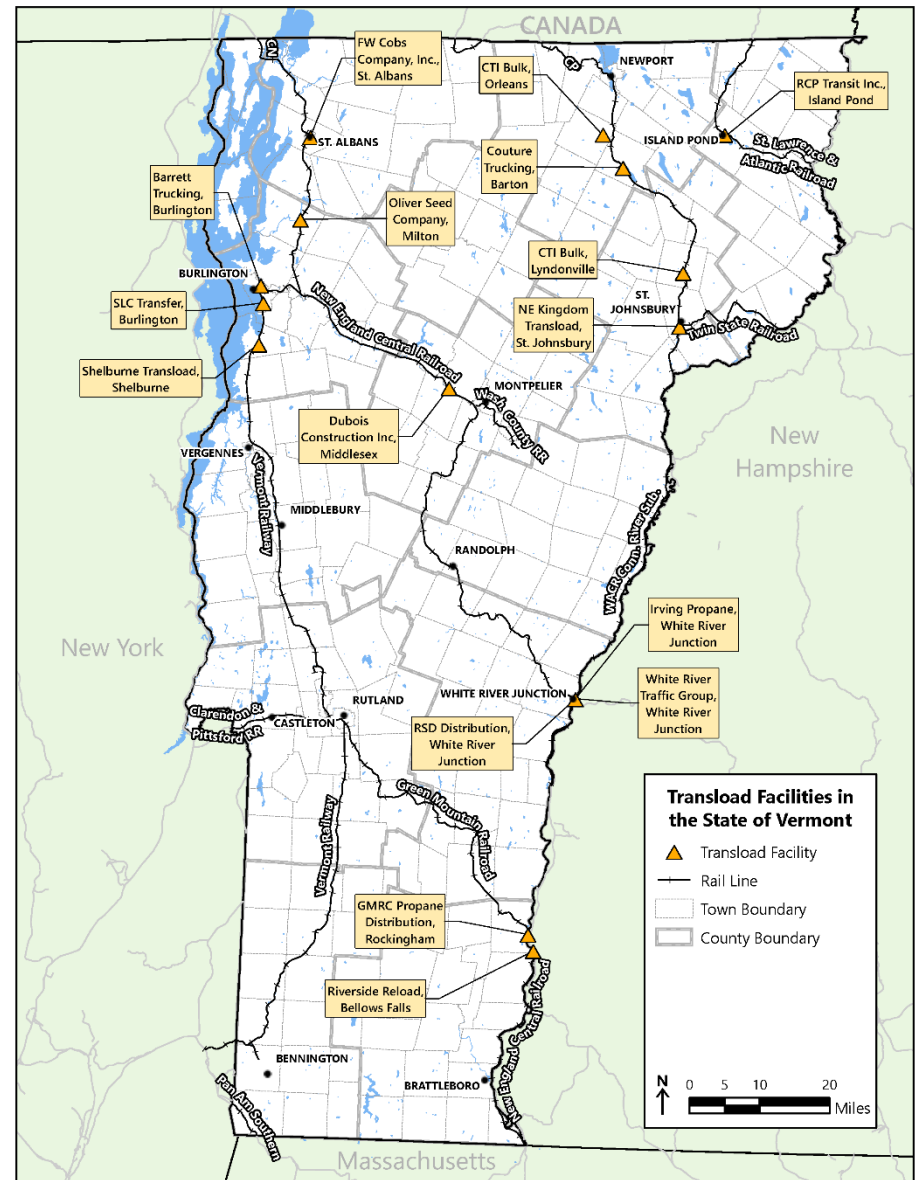 CANADA
CN
FW Cobs
Company, Inc.,
St. Albans
CP
NEWPORT
CTI Bulk,
Orleans
RCP Transit Inc.,
Island Pond
ST. ALBANS
ISLAND POND
St. Lawrence &
Atlantic Railroad
Couture
Trucking,
Barton
Barrett
Trucking,
Burlington
Oliver Seed
Company,
Milton
BURLINGTON
CTI Bulk,
Lyndonville
SLC Transfer,
Burlington
New England Central Railroad
ST.
JOHNSBURY
NE Kingdom
Transload,
St. Johnsbury
Twin State Railroad
Shelburne Transload,
Shelburne
MONTPELIER
Wash. County RR
Dubois
Construction Inc,
Middlesex
New
Hampshire
VERGENNES
Vermont Railway
MIDDLEBURY
WACR Conn. River Sub.
RANDOLPH
New York
Irving Propane,
White River
Junction
WHITE RIVER JUNCTION
White River
Traffic Group,
White River
Junction
Clarendon &
Pittsford RR
CASTLETON
RUTLAND
RSD Distribution,
White River
Junction
Green Mountain Railroad
Vermont Railway
Transload Facilities in
the State of Vermont
Transload Facility
Rail Line
Town Boundary
County Boundary
GMRC Propane
Distribution,
Rockingham
Riverside Reload,
Bellows Falls
New England Central Railroad
BENNINGTON
BRATTLEBORO
Pan Am Southern
N
0 5 10 20
Miles
Massachusetts